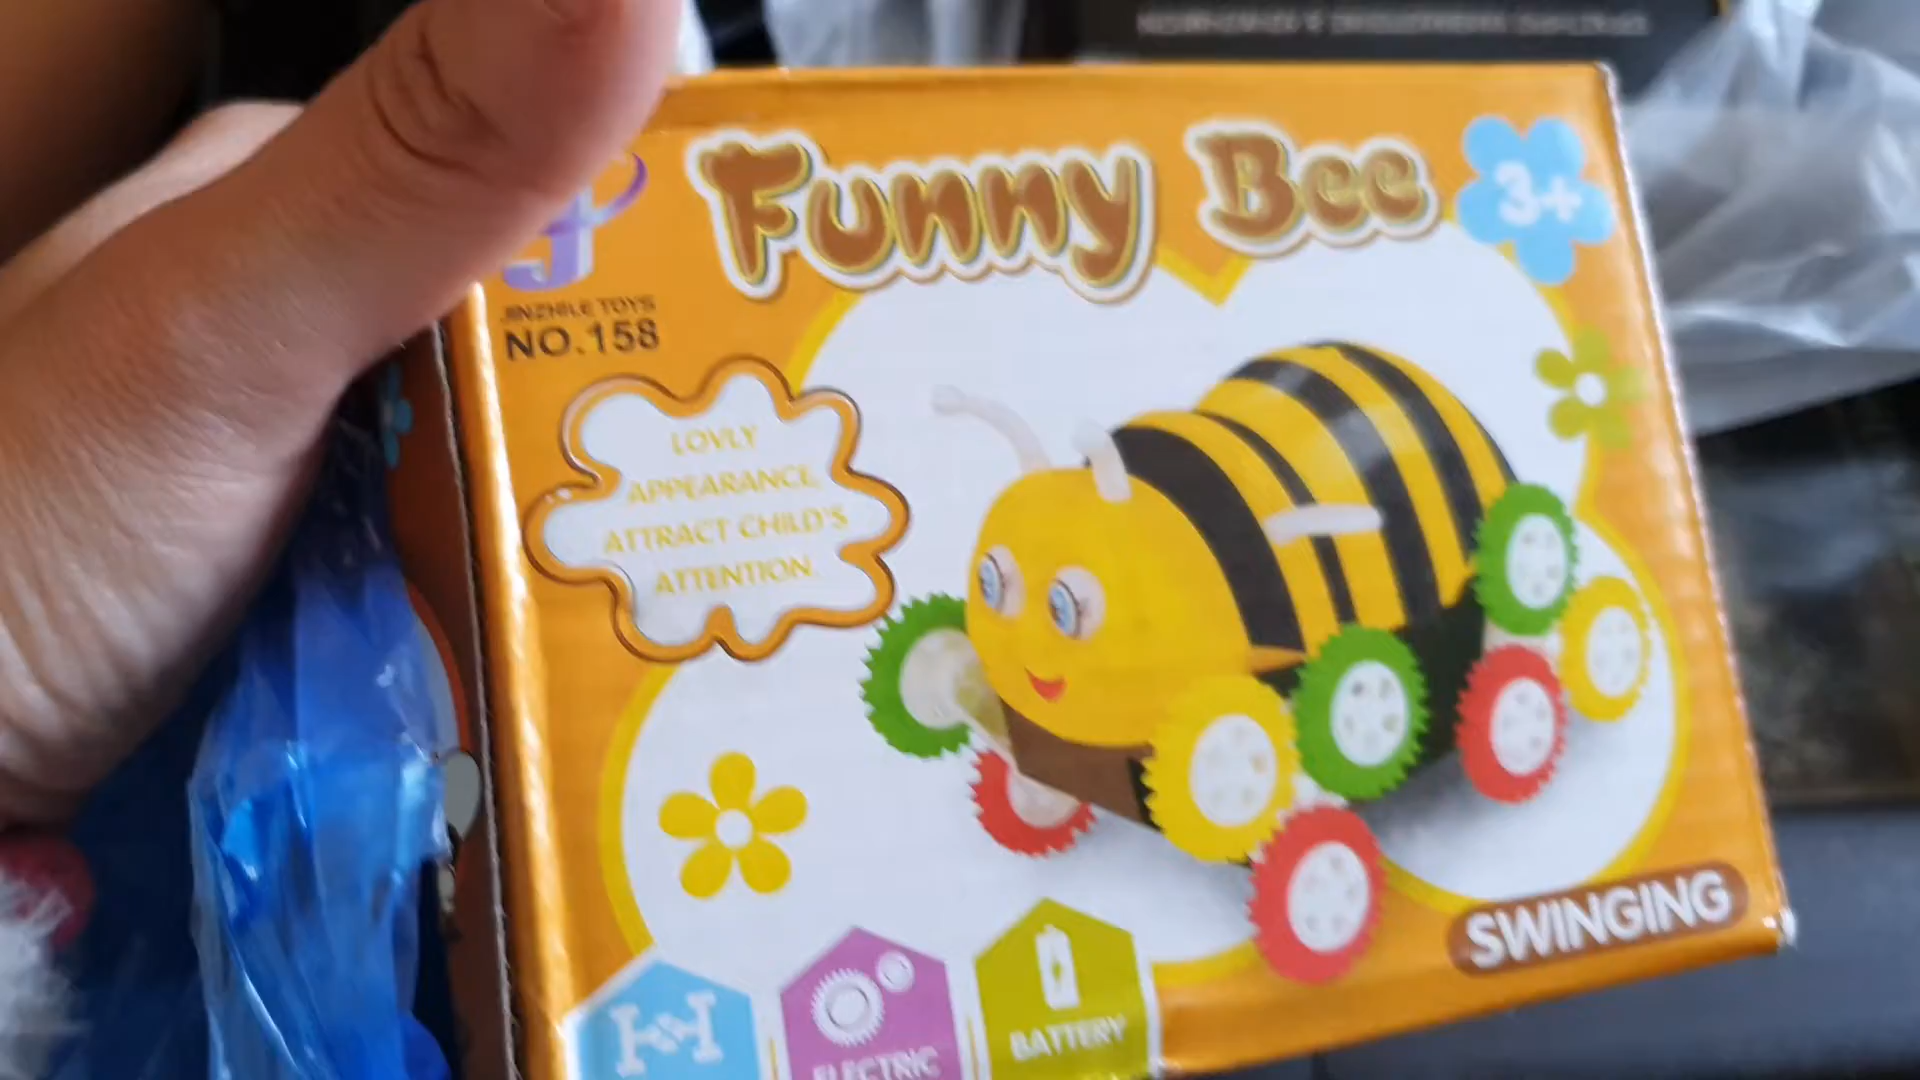 Funny Bee
3+
JINZHILE TOYS
NO.158
LOVLY
APPEARANCE,
ATTRACT CHILD'S
ATTENTION.
SWINGING
ELECTRIC
BATTERY